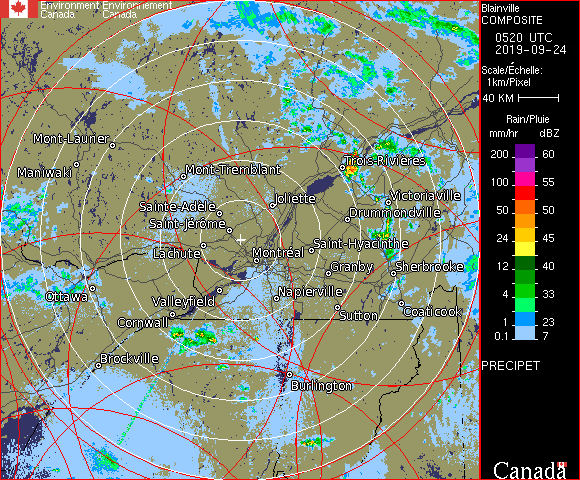 Environment Environnement
Canada Canada
Blainville
COMPOSITE
0520 UTC
2019-09-24
Scale/Échelle:
1km/Pixel
40 KM
Rain/Pluie
mm/hr dBZ
200 60
150 57
100 55
50 50
24 45
12 40
4 33
1 23
0.1 7
PRECIPET
Canada
Mont-Laurier
Maniwaki
Mont-Tremblant
Trois-Rivières
Sainte-Adèle
Joliette
Victoriaville
Saint-Jérôme
Drummondville
Lachute
Montréal
Saint-Hyacinthe
Granby
Sherbrooke
Ottawa
Valleyfield
Napierville
Cornwall
Sutton
Coaticook
Brockville
Burlington